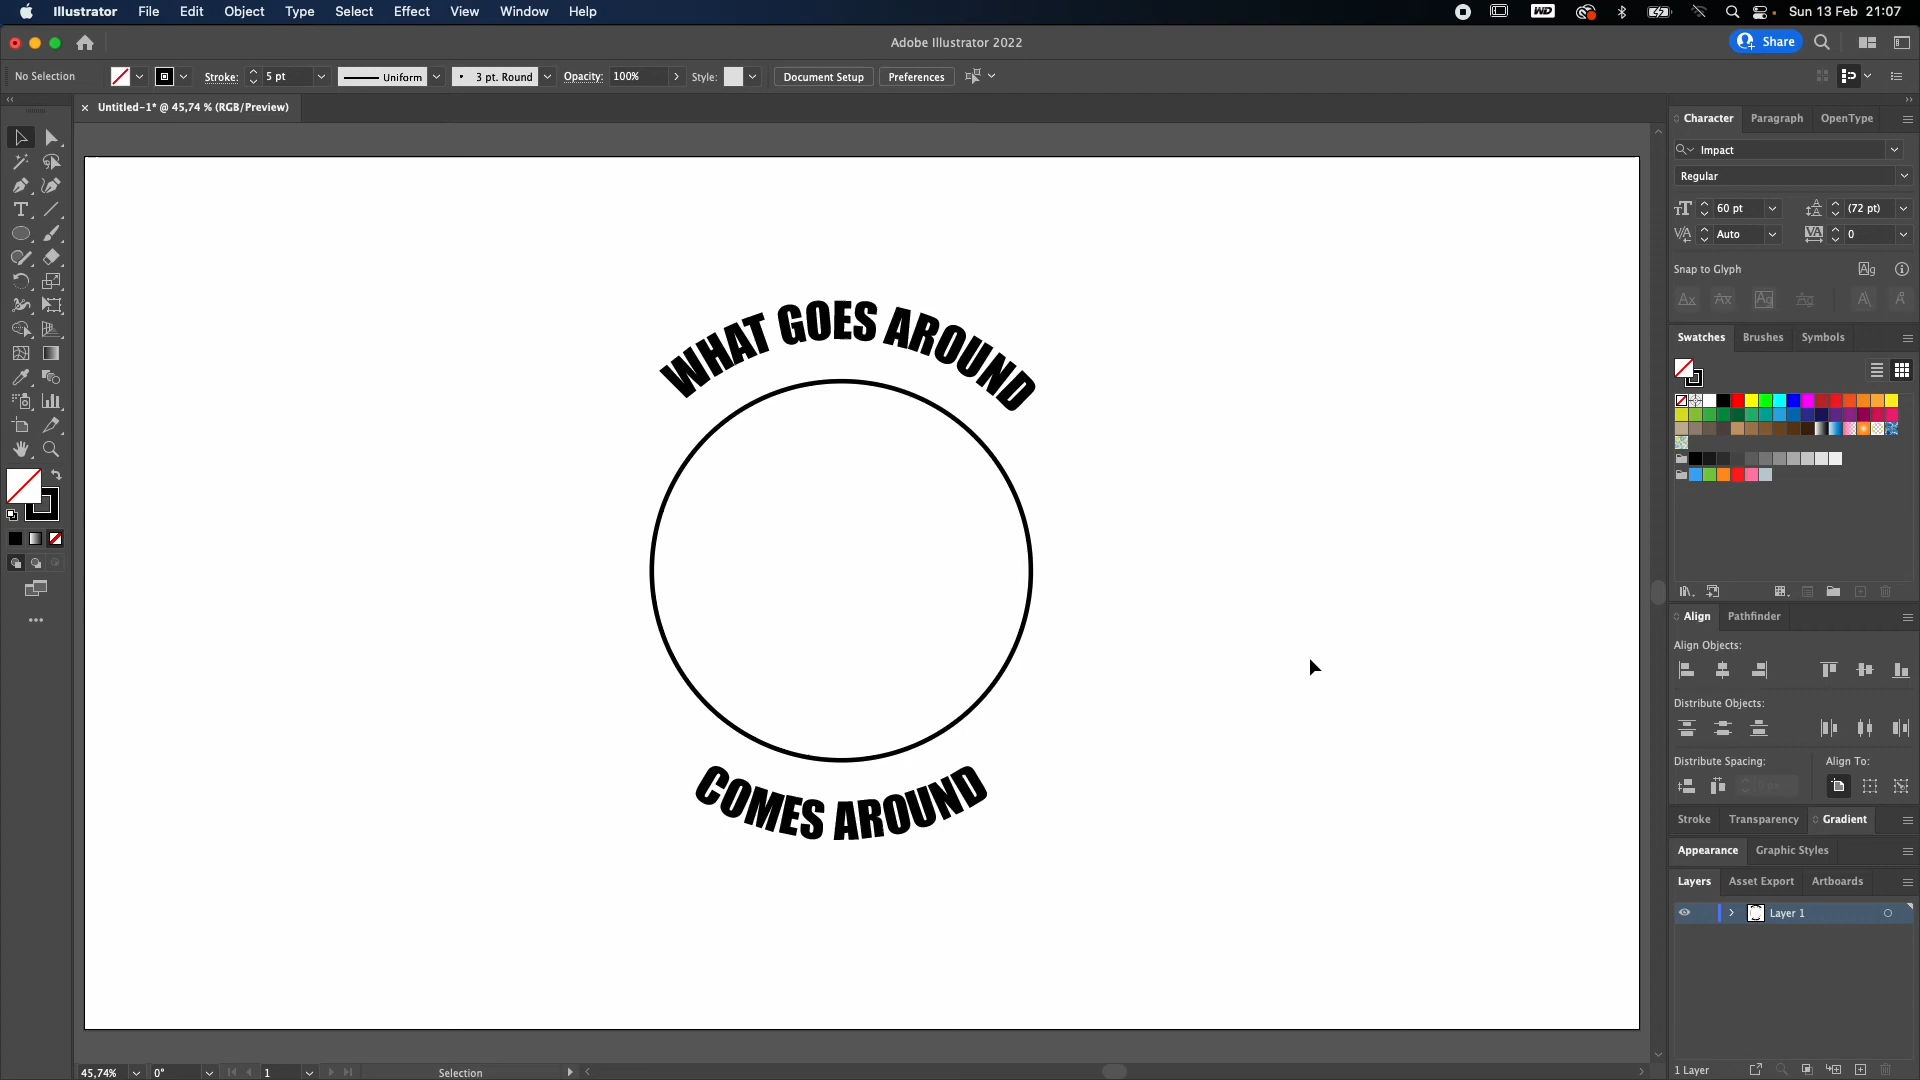 Illustrator File Edit Object Type Select Effect View Window Help
WD
Sun 13 Feb 21:07
Adobe Illustrator 2022
Share
No Selection
Stroke: 5 pt
Uniform
3 pt. Round
Opacity: 100%
Style:
Document Setup
Preferences
× Untitled-1* @ 45,74 % (RGB/Preview)
Character Paragraph OpenType
Impact
Regular
60 pt
(72 pt)
Auto
0
Snap to Glyph
Swatches Brushes Symbols
WHAT GOES AROUND
COMES AROUND
Align Pathfinder
Align Objects:
Distribute Objects:
Distribute Spacing:
Align To:
0 px
Stroke Transparency Gradient
Appearance Graphic Styles
Layers Asset Export Artboards
Layer 1
1 Layer
45,74%
0°
1
Selection